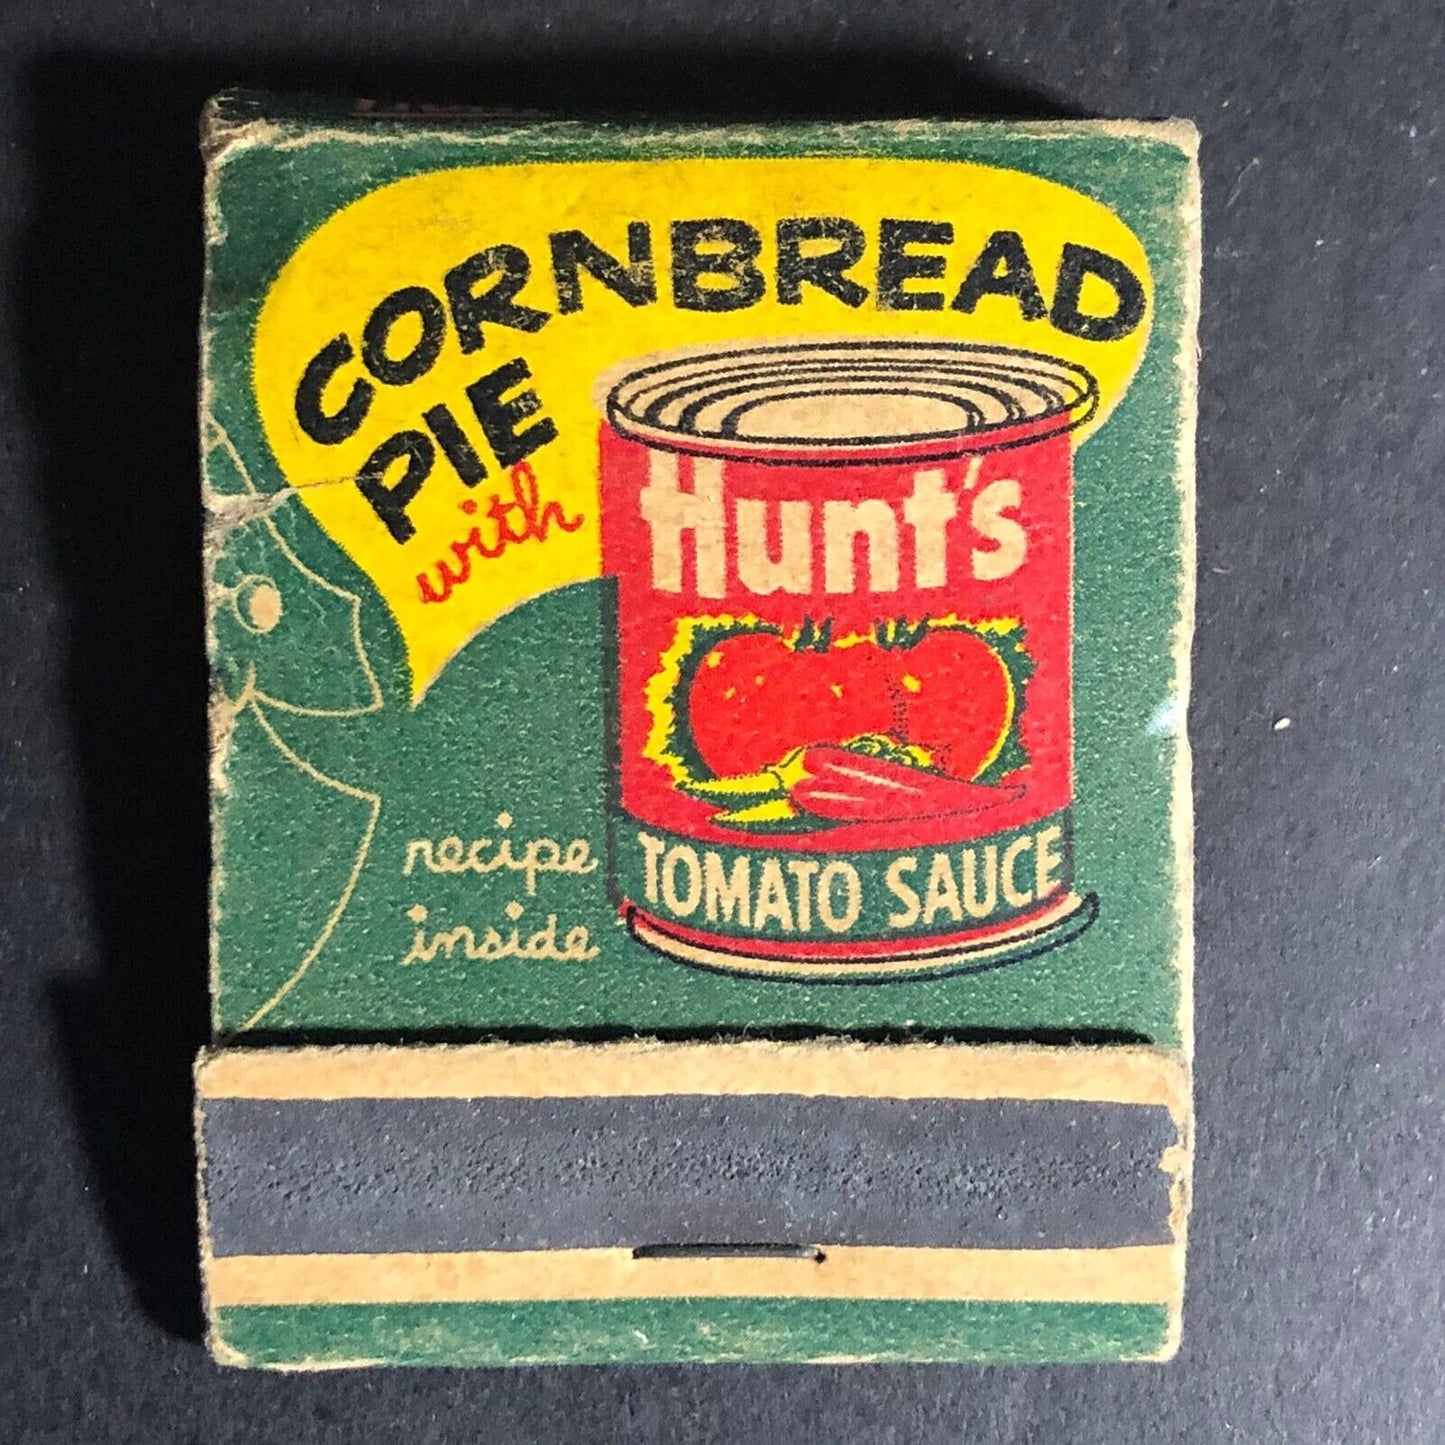 CORNBREAD
PIE
with
Hunt's
TOMATO SAUCE
recipe
inside